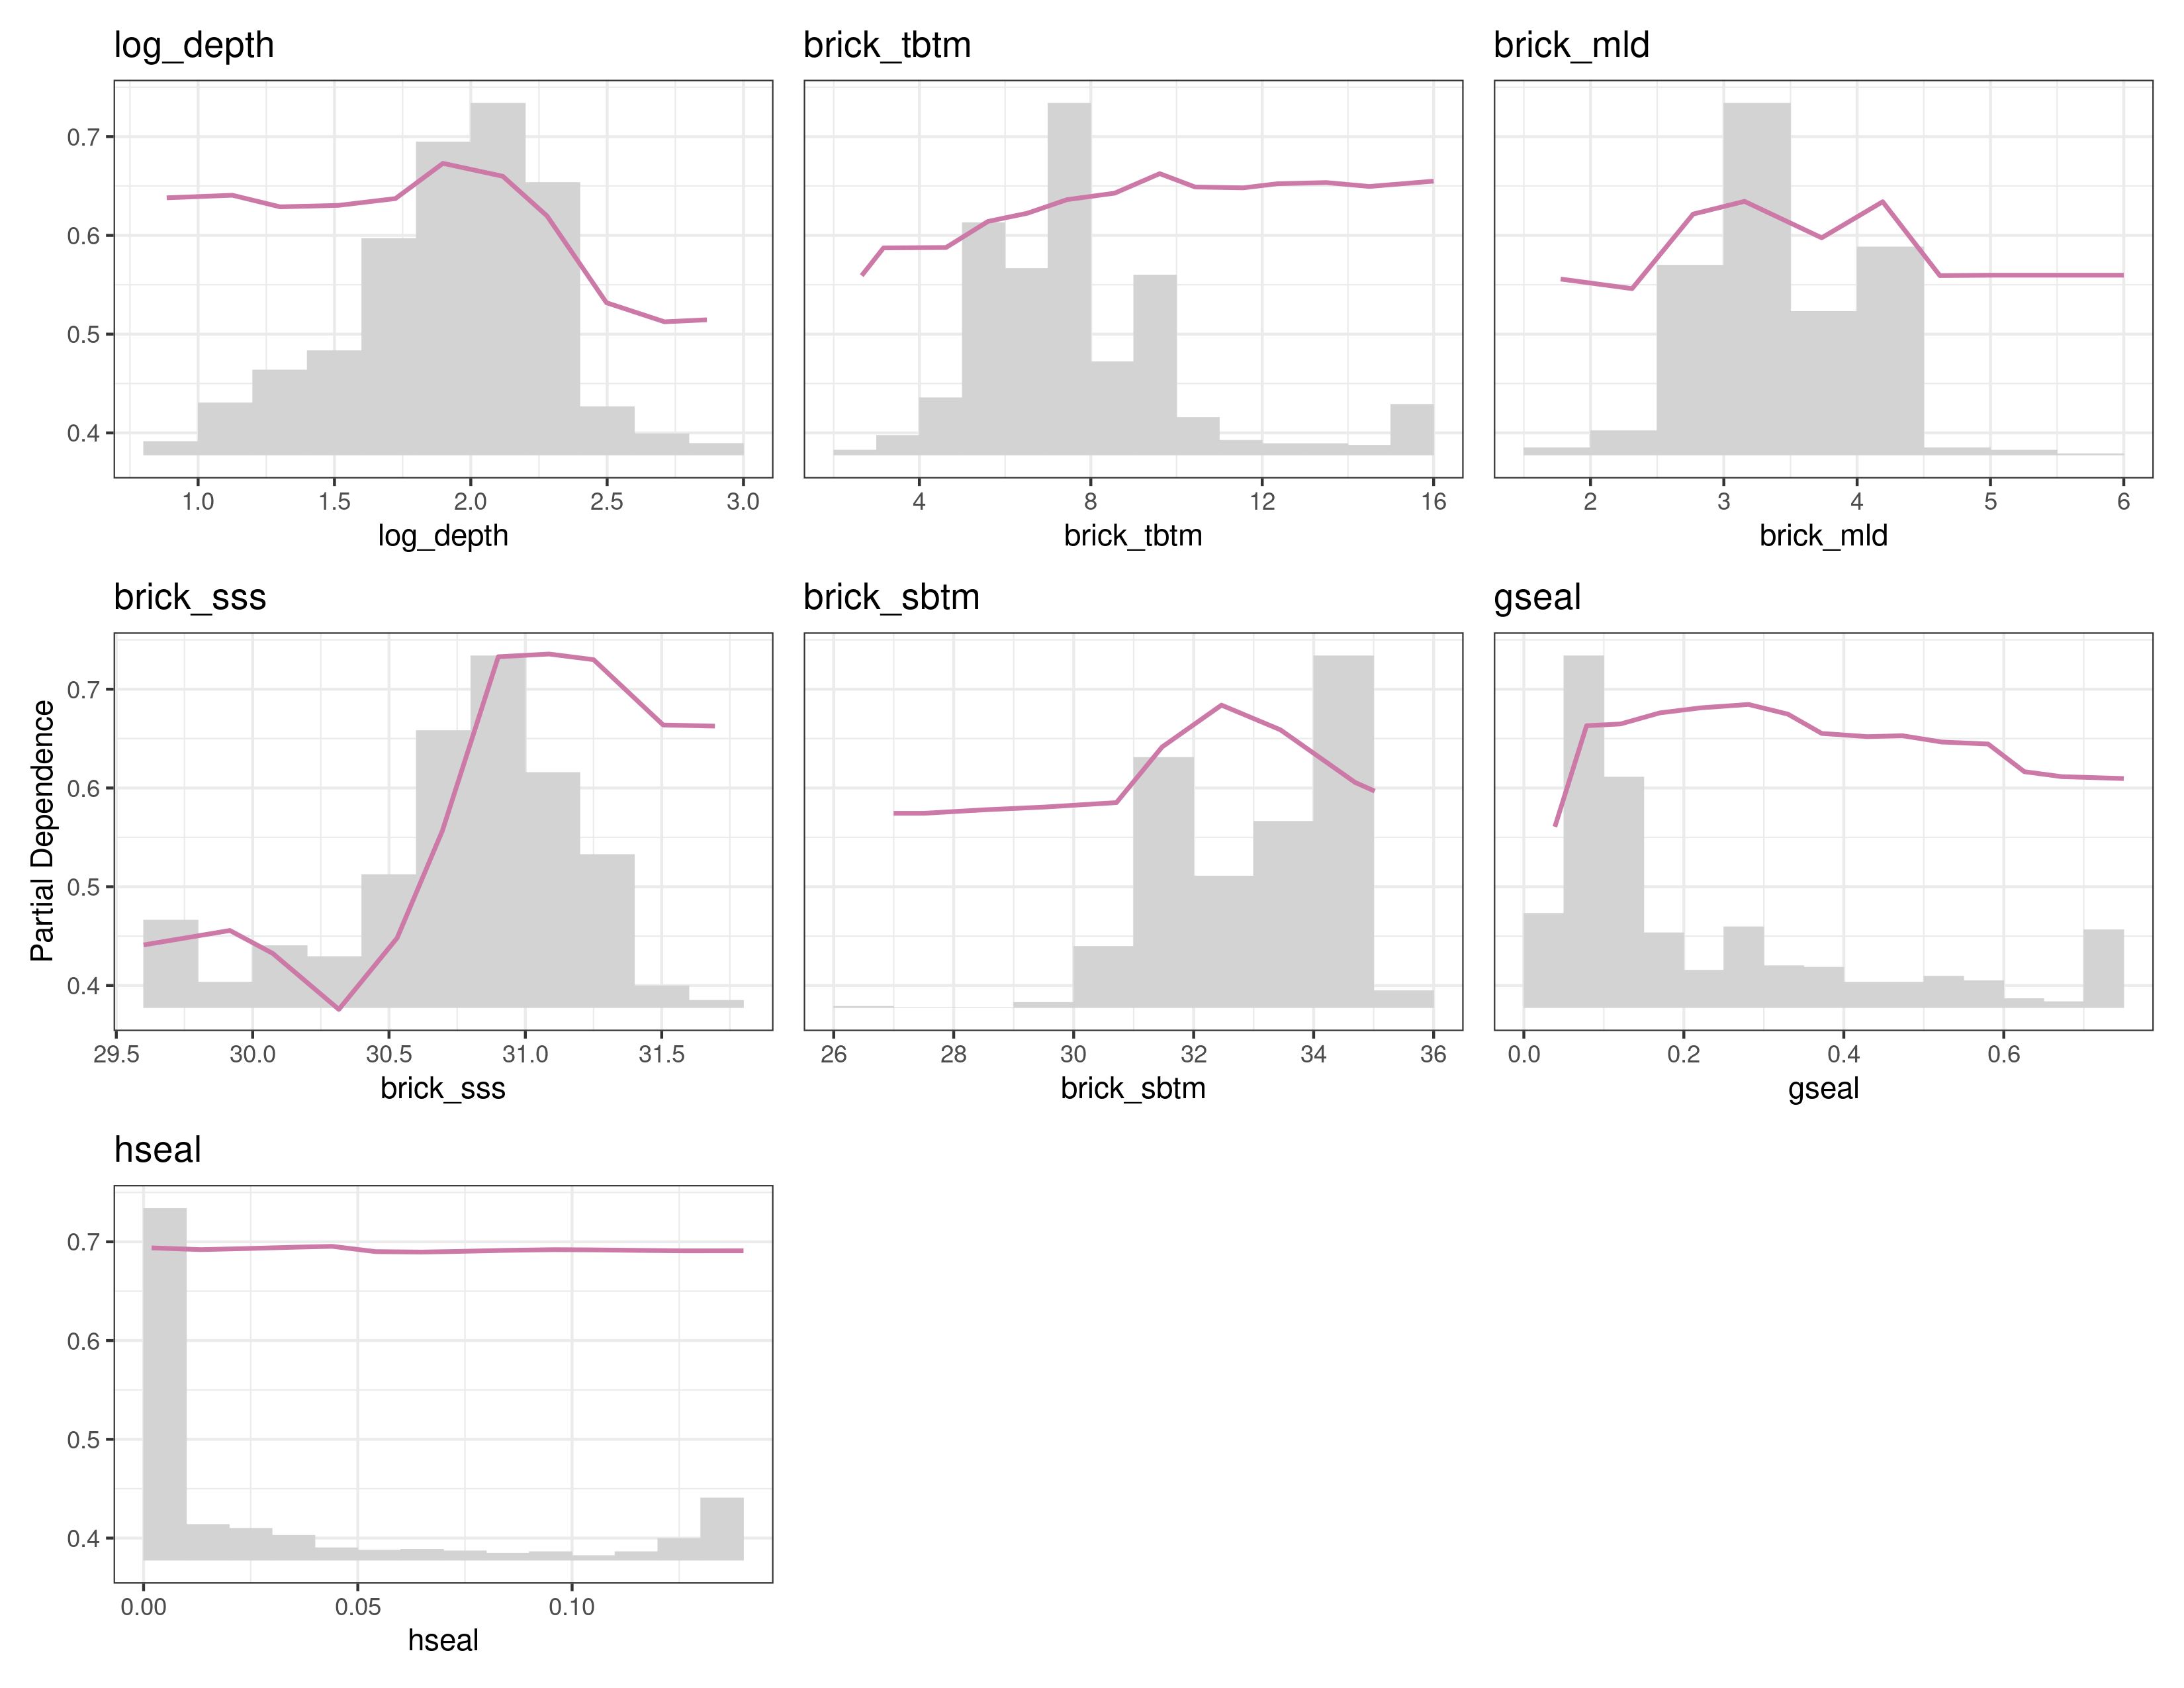 log_depth
brick_tbtm
brick_mld
0.7
0.6
0.5
0.4
1.0 1.5 2.0 2.5 3.0
4 8 12 16
2 3 4 5 6
log_depth
brick_tbtm
brick_mld
brick_sss
brick_sbtm
gseal
Partial Dependence
0.7
0.6
0.5
0.4
29.5 30.0 30.5 31.0 31.5
26 28 30 32 34 36
0.0 0.2 0.4 0.6
brick_sss
brick_sbtm
gseal
hseal
0.7
0.6
0.5
0.4
0.00 0.05 0.10
hseal